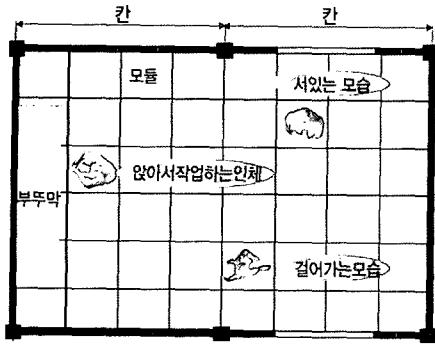 칸 칸
모듈
서있는 모습
앉아서작업하는인체
부뚜막
걸어가는모습